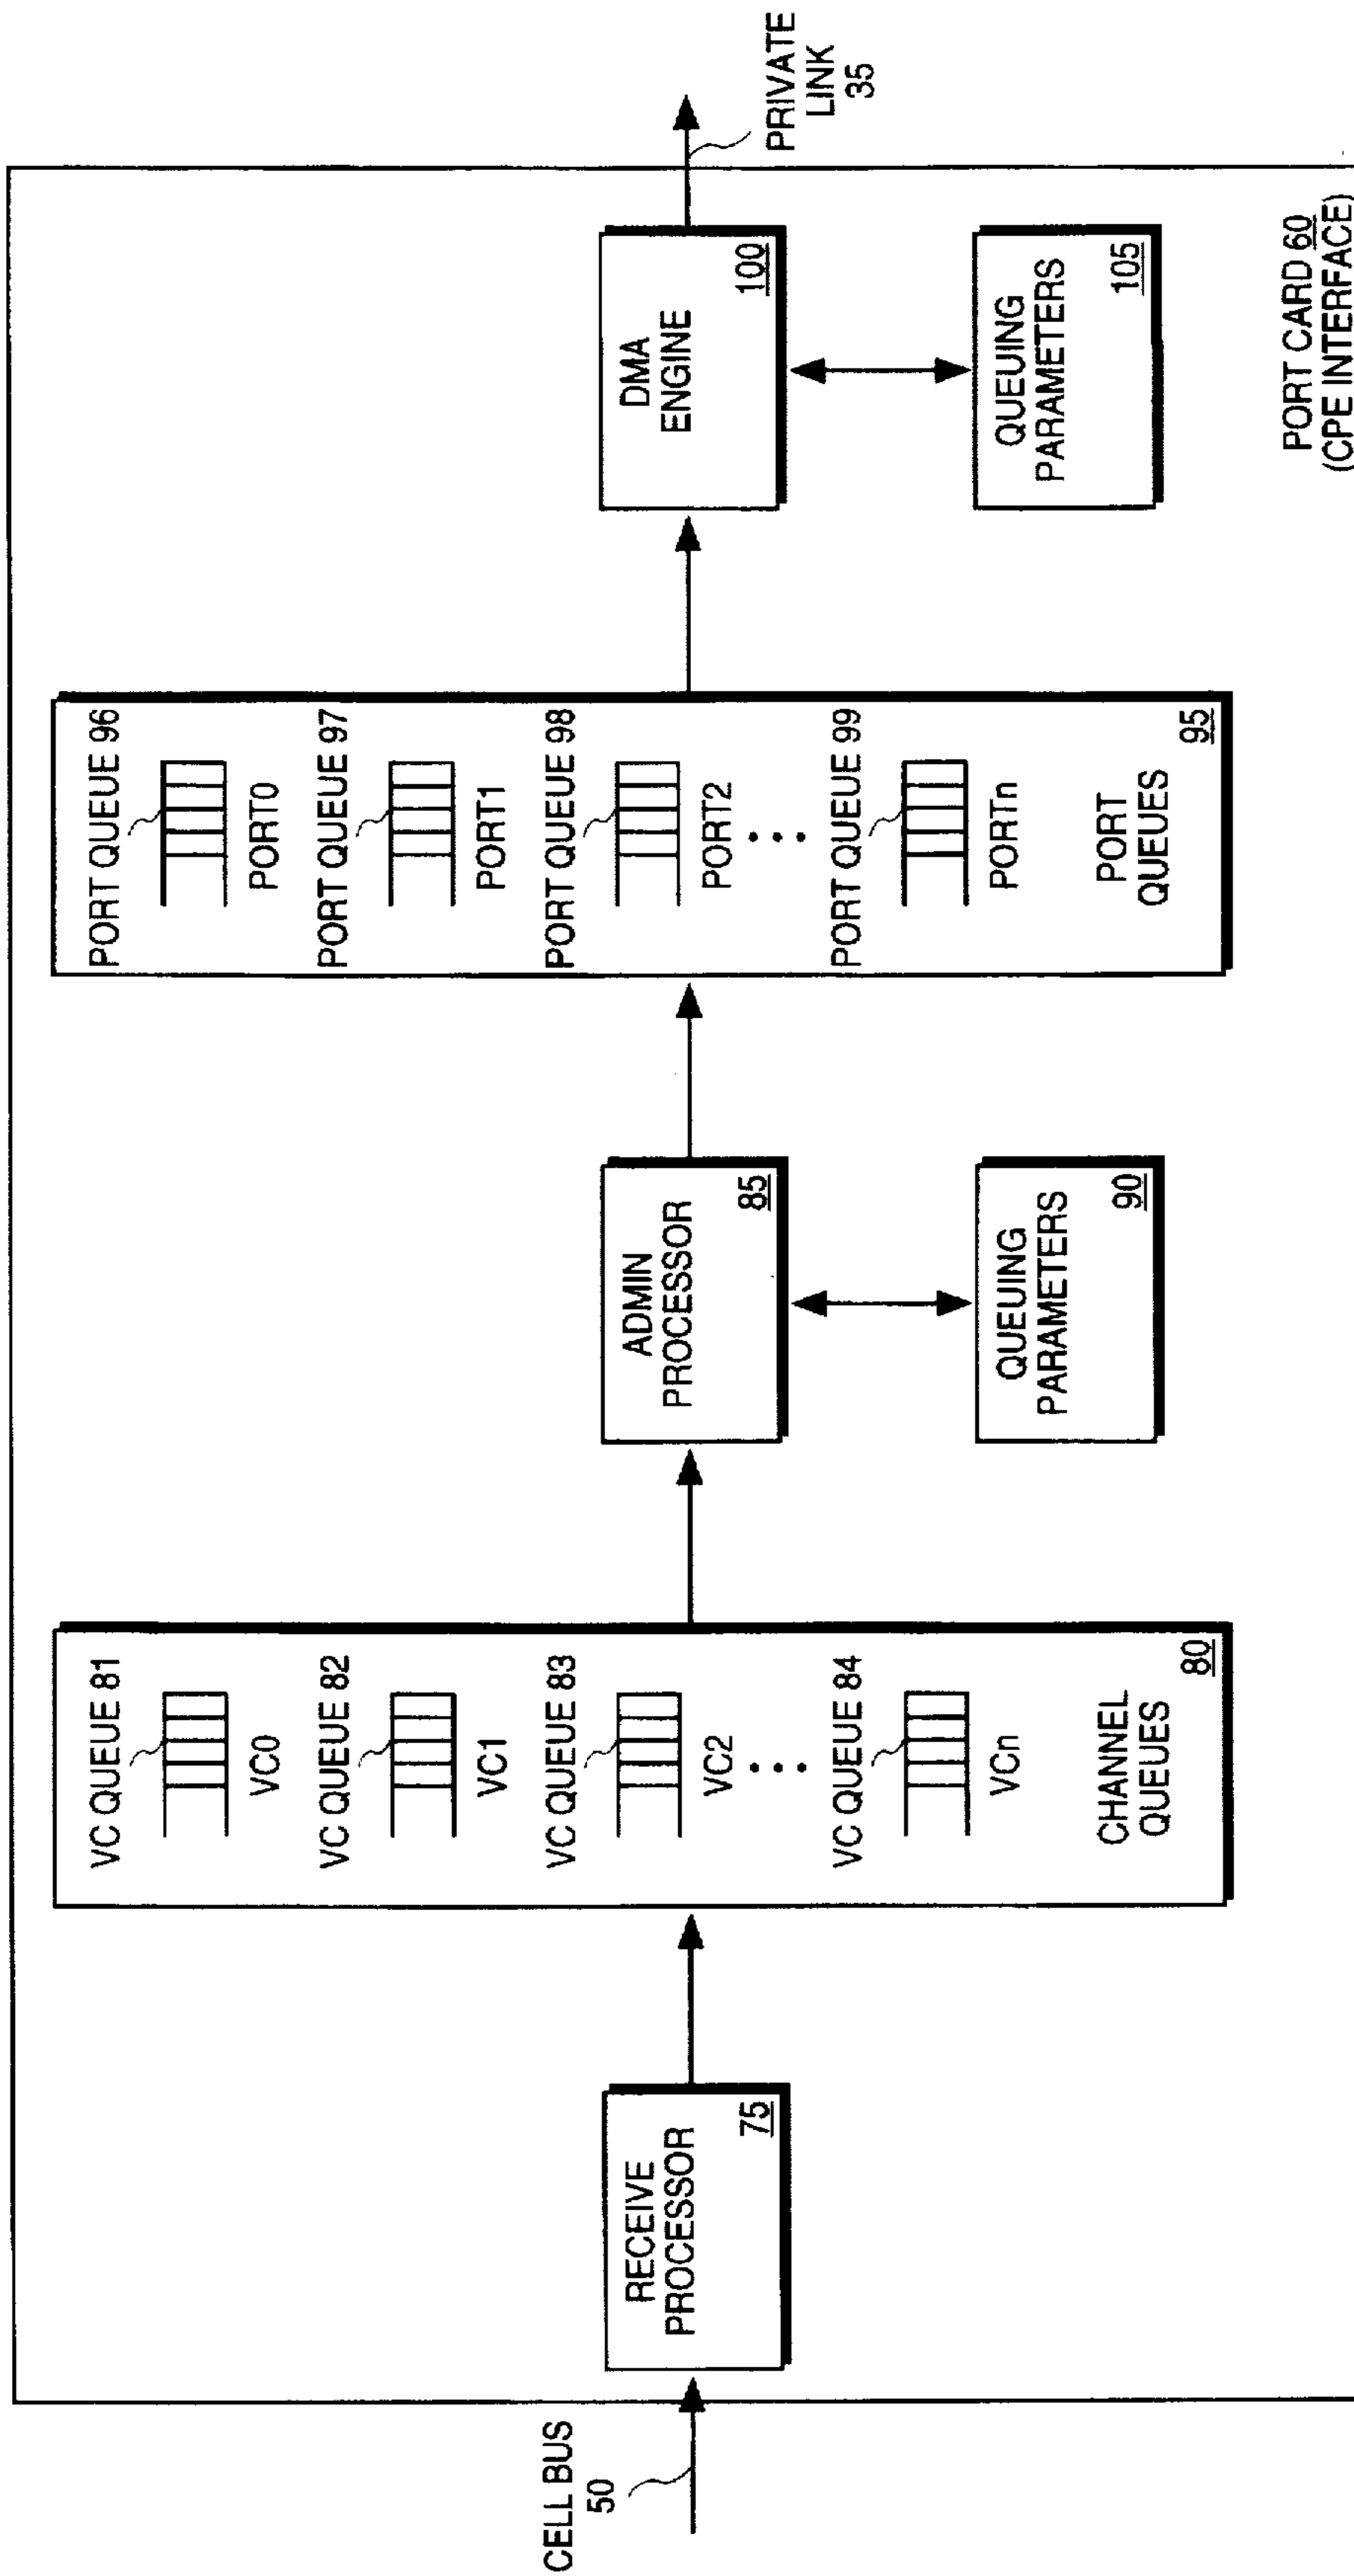 CELL BUS
50
RECEIVE
PROCESSOR
75
VC QUEUE 81
VC0
VC QUEUE 82
VC1
VC QUEUE 83
VC2
VC QUEUE 84
VCn
CHANNEL
QUEUES
80
ADMIN
PROCESSOR
85
QUEUING
PARAMETERS
90
PORT QUEUE 96
PORT0
PORT QUEUE 97
PORT1
PORT QUEUE 98
PORT2
PORT QUEUE 99
PORTn
PORT
QUEUES
95
DMA
ENGINE
100
QUEUING
PARAMETERS
105
PRIVATE
LINK
35
PORT CARD 60
(CPE INTERFACE)